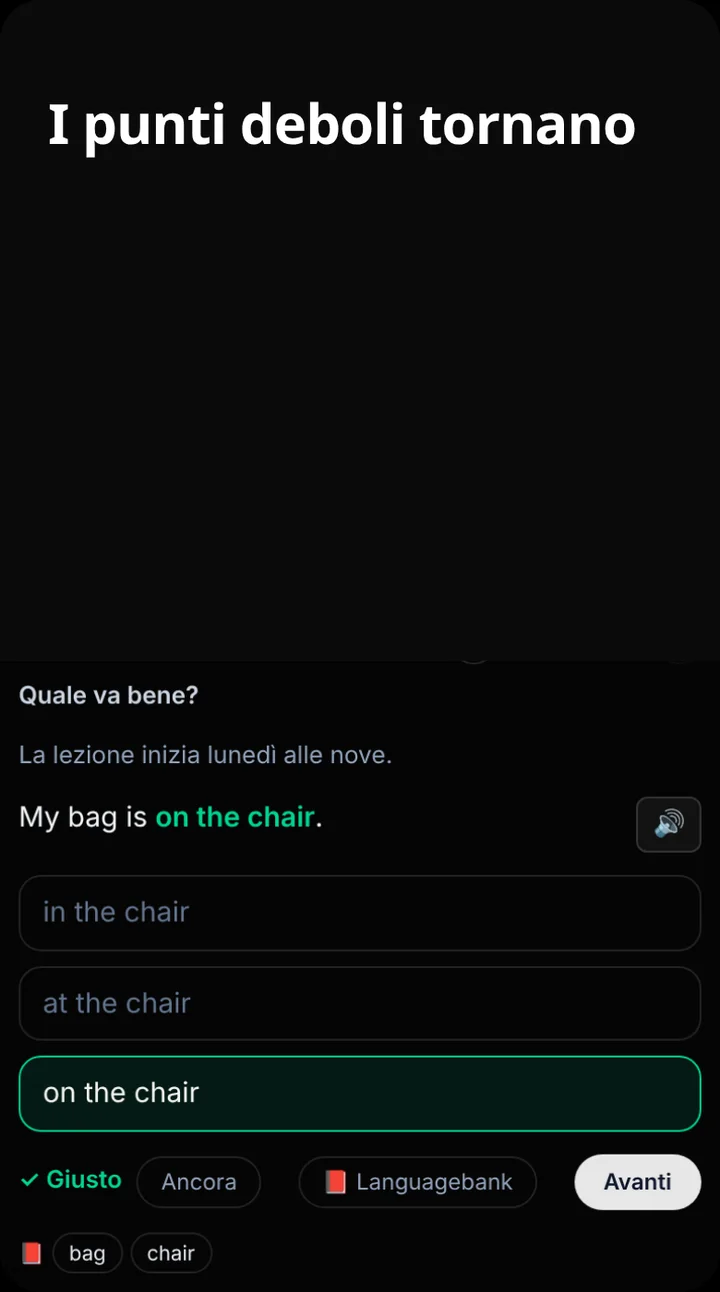 I punti deboli tornano
Quale va bene?
La lezione inizia lunedì alle nove.
My bag is on the chair.
in the chair
at the chair
on the chair
✓ Giusto
Ancora
Languagebank
Avanti
bag
chair